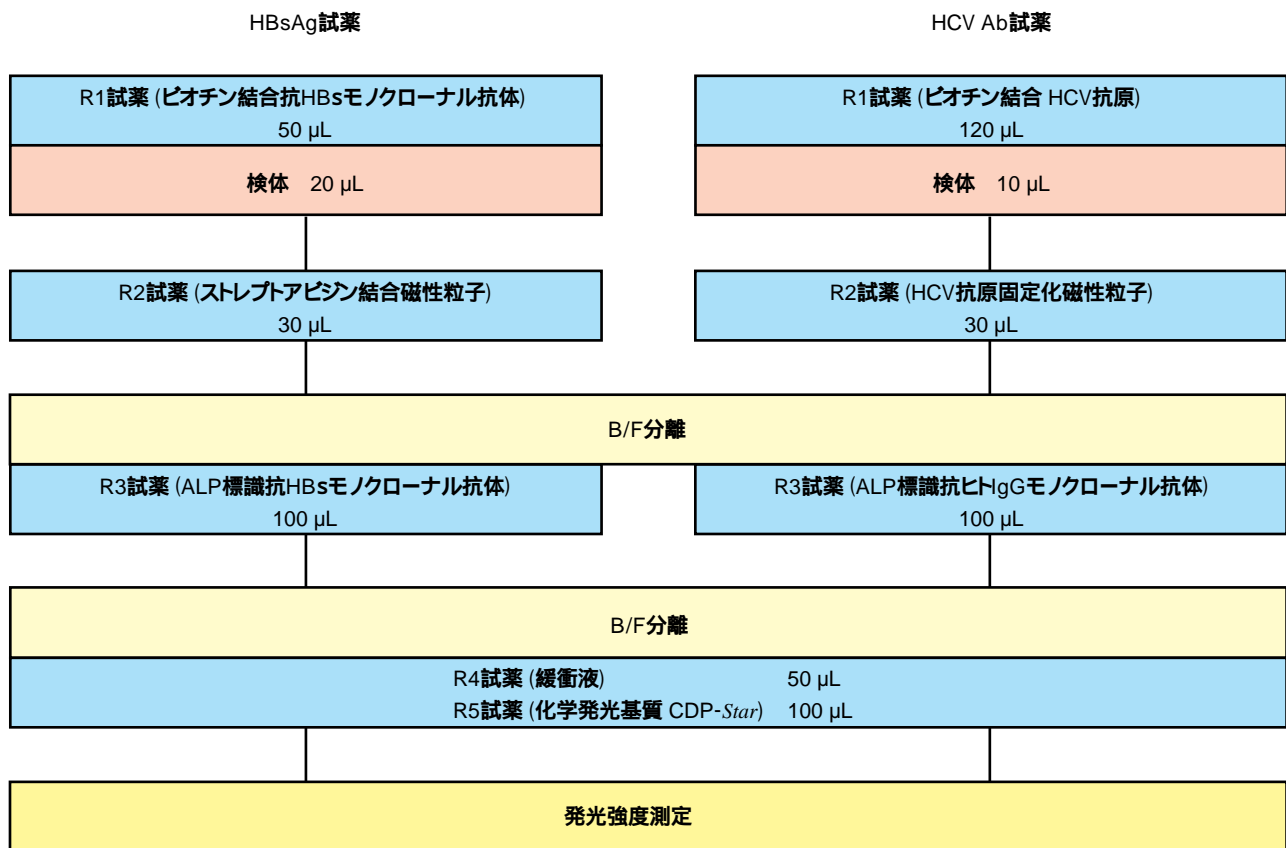 HBsAg試薬
HCV Ab試薬
R1試薬 (ビオチン結合抗HBsモノクローナル抗体)
50 µL
検体 20 µL
R1試薬 (ビオチン結合 HCV抗原)
120 µL
検体 10 µL
R2試薬 (ストレプトアビジン結合磁性粒子)
30 µL
R2試薬 (HCV抗原固定化磁性粒子)
30 µL
B/F分離
R3試薬 (ALP標識抗HBsモノクローナル抗体)
100 µL
R3試薬 (ALP標識抗ヒトIgGモノクローナル抗体)
100 µL
B/F分離
R4試薬 (緩衝液) 50 µL
R5試薬 (化学発光基質 CDP-Star) 100 µL
発光強度測定